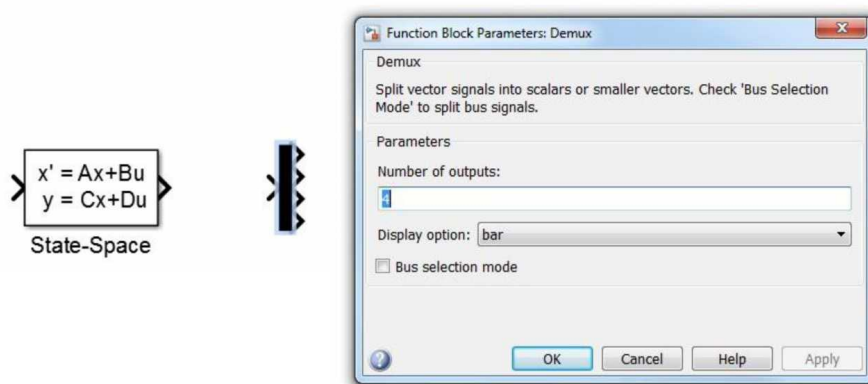 x' = Ax+Bu
y = Cx+Du
State-Space
Function Block Parameters: Demux
Demux
Split vector signals into scalars or smaller vectors. Check 'Bus Selection
Mode' to split bus signals.
Parameters
Number of outputs:
4
Display option: bar
Bus selection mode
OK Cancel Help Apply